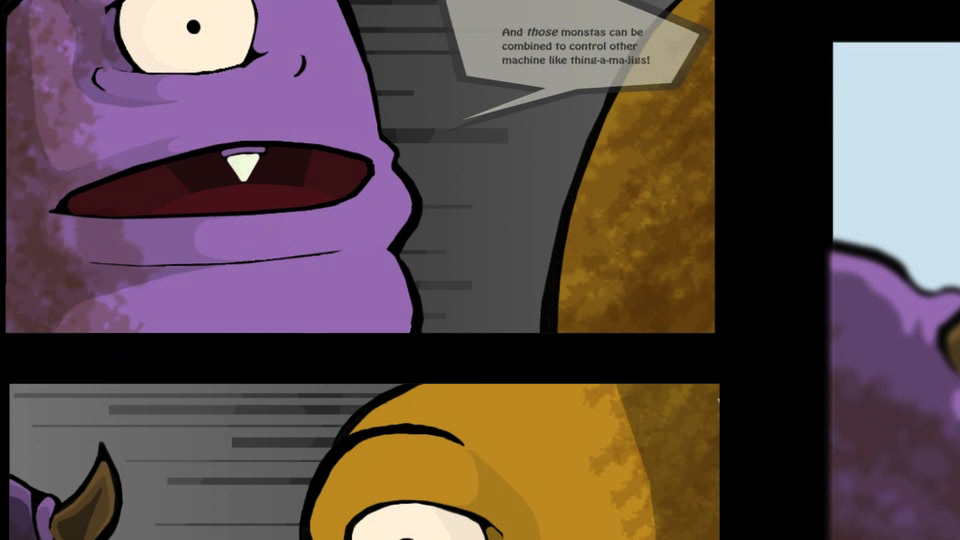 And those monstas can be
combined to control other
machine like thing-a-ma-jigs!